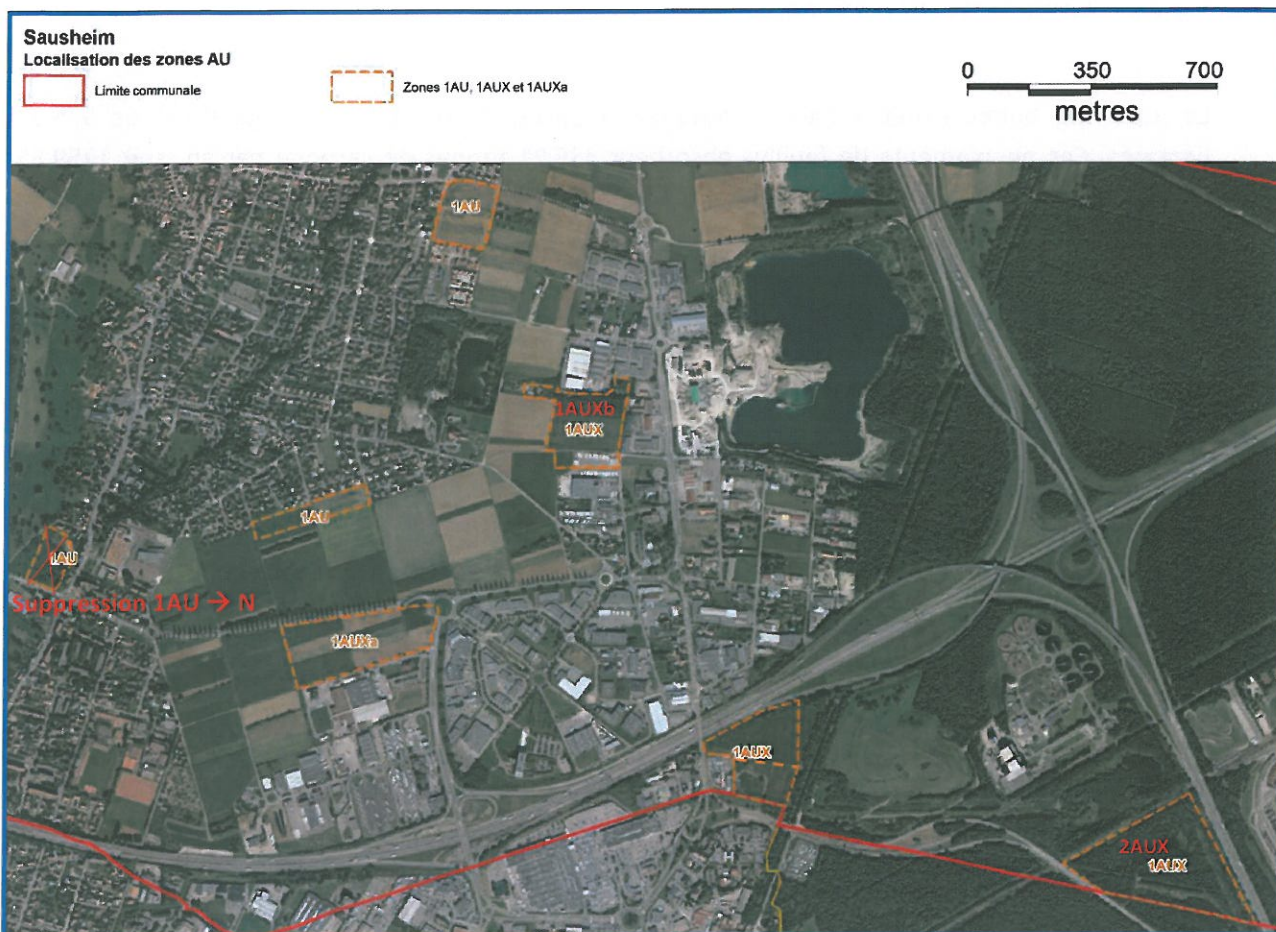 Sausheim
Localisation des zones AU
Limite communale
Zones 1AU, 1AUX et 1AUXa
0 350 700
metres
1AU
1AUXb
1AUX
1AU
1AU
Suppression 1AU → N
1AUXa
1AUX
2AUX
1AUX